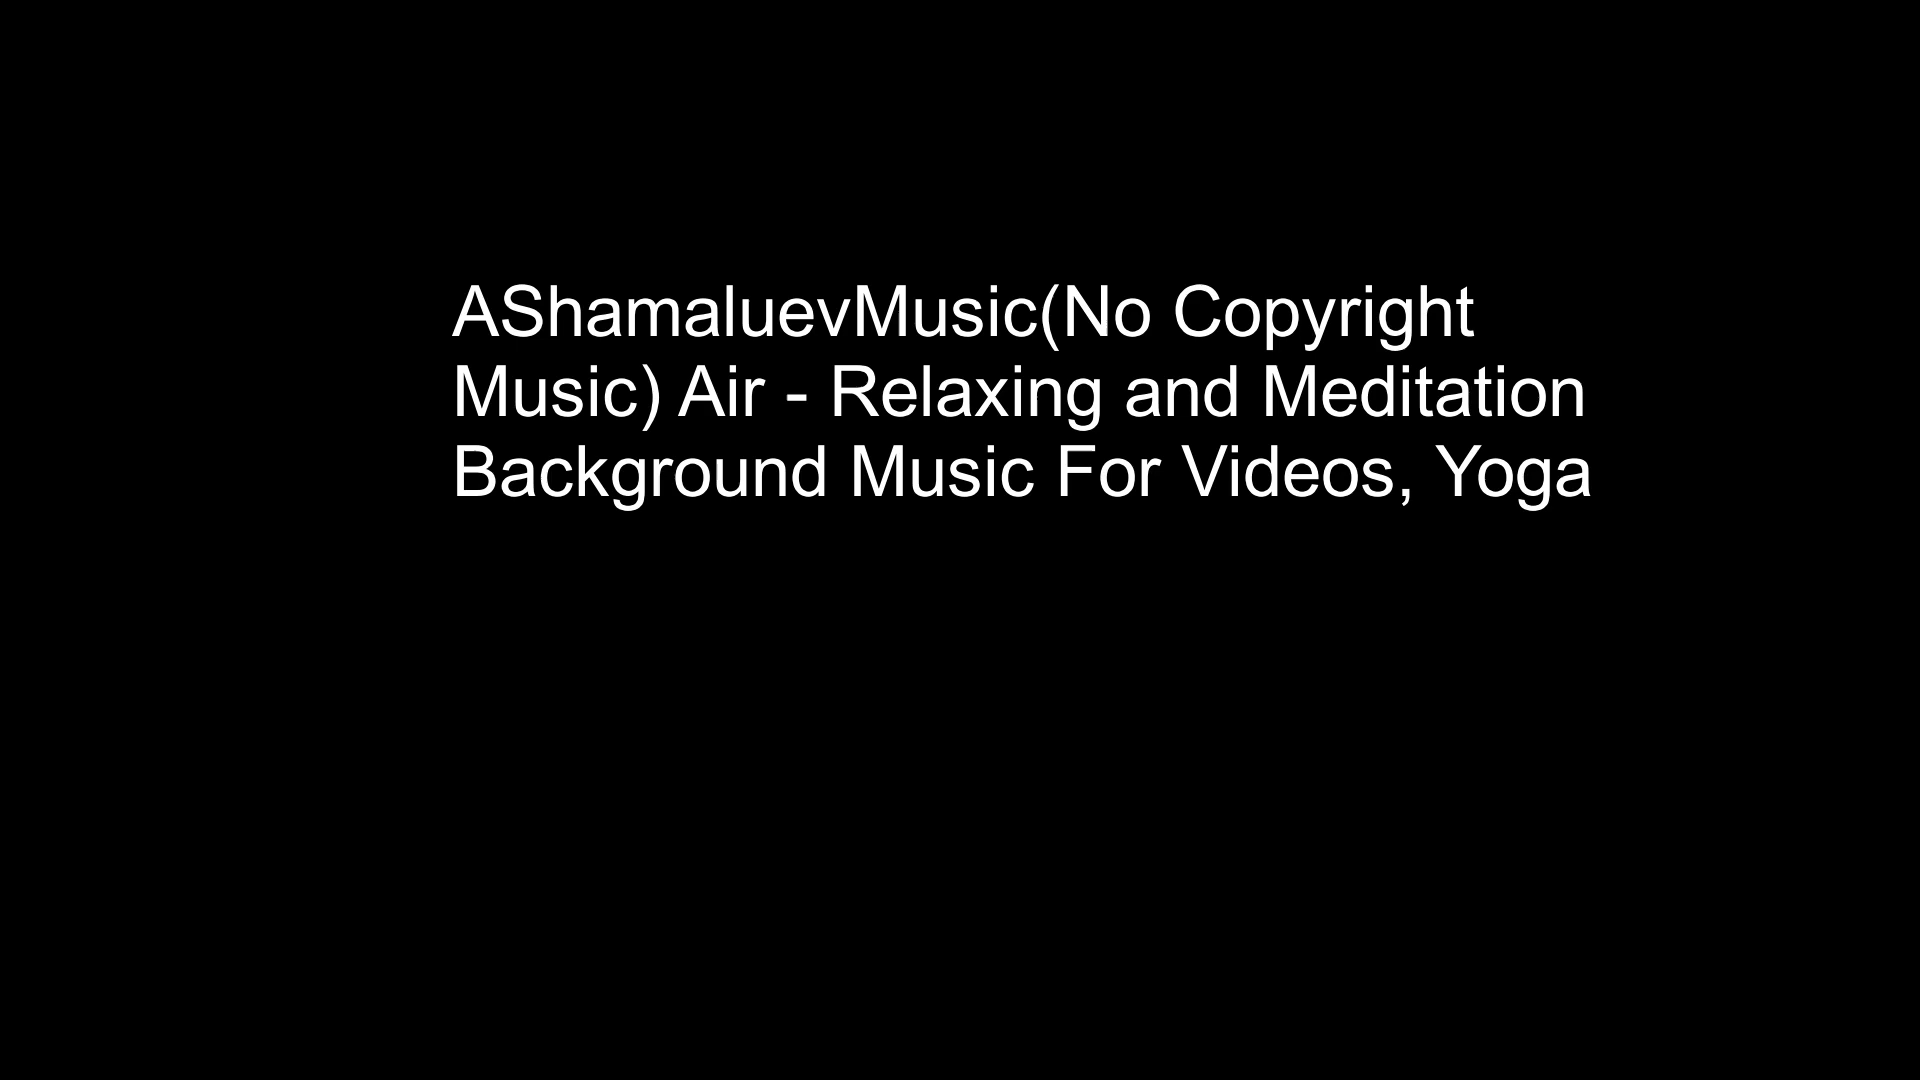 AShamaluevMusic(No Copyright
Music) Air - Relaxing and Meditation
Background Music For Videos, Yoga